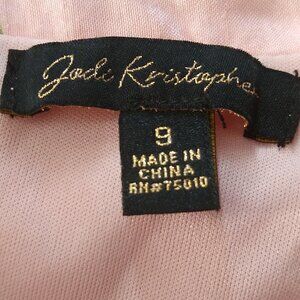 Jodi Kristopher
9
MADE IN
CHINA
RN#75010